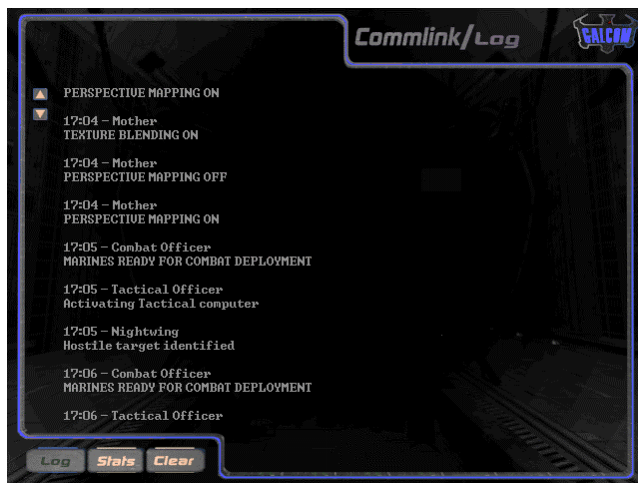 Commlink/Log
GALCOM
PERSPECTIVE MAPPING ON
17:04 - Mother
TEXTURE BLENDING ON
17:04 - Mother
PERSPECTIVE MAPPING OFF
17:04 - Mother
PERSPECTIVE MAPPING ON
17:05 - Combat Officer
MARINES READY FOR COMBAT DEPLOYMENT
17:05 - Tactical Officer
Activating Tactical computer
17:05 - Nightwing
Hostile target identified
17:06 - Combat Officer
MARINES READY FOR COMBAT DEPLOYMENT
17:06 - Tactical Officer
Log Stats Clear